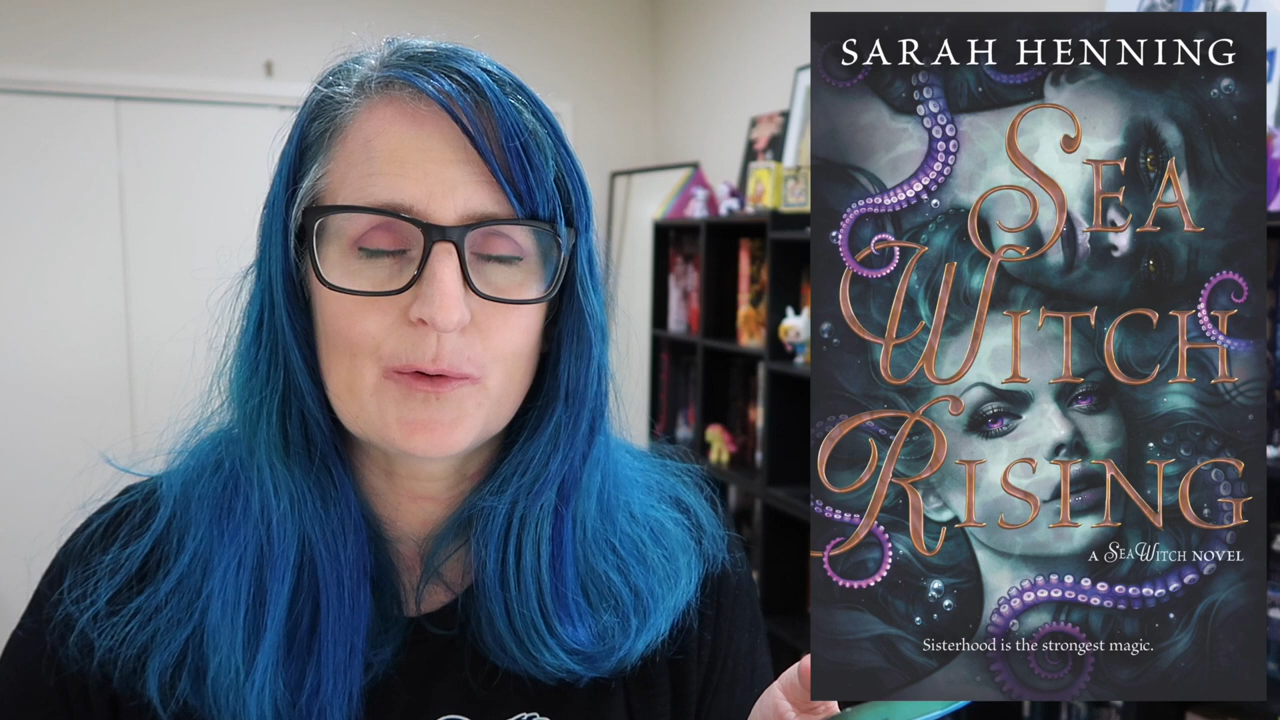 SARAH HENNING
SEA
WITCH
RISING
A SEA WITCH NOVEL
Sisterhood is the strongest magic.